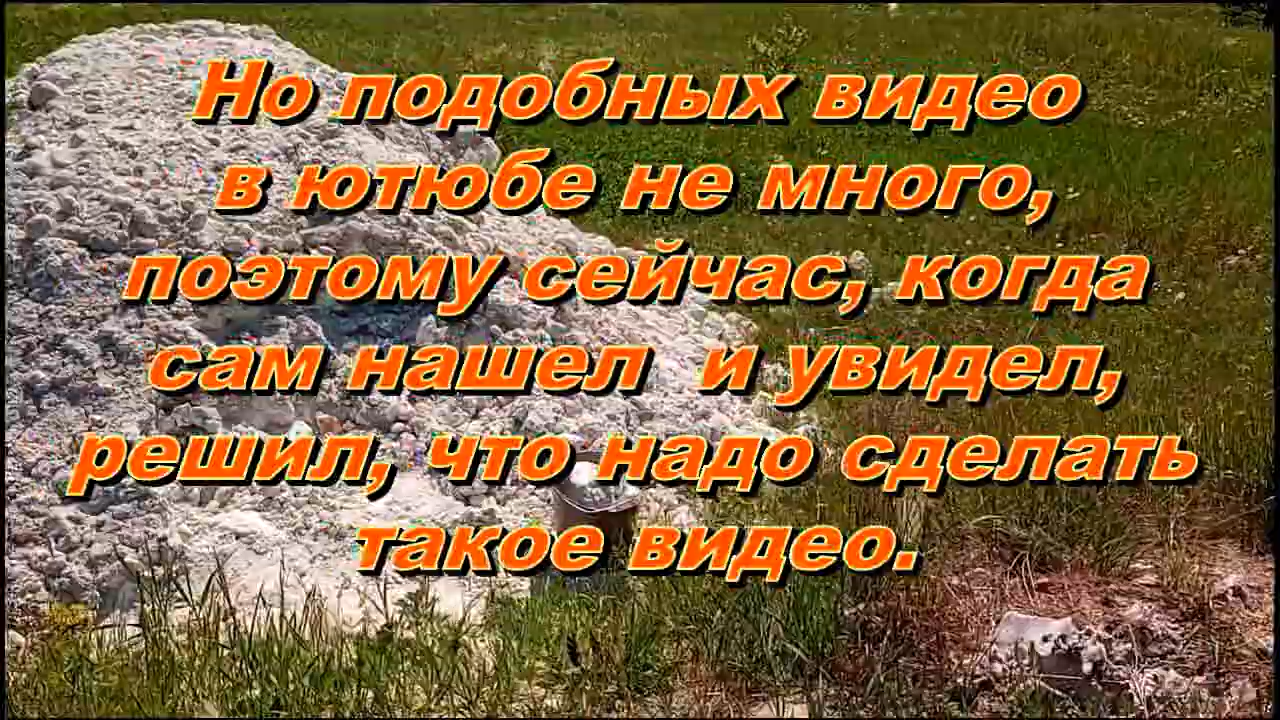 Но подобных видео
в ютюбе не много,
поэтому сейчас, когда
сам нашел и увидел,
решил, что надо сделать
такое видео.